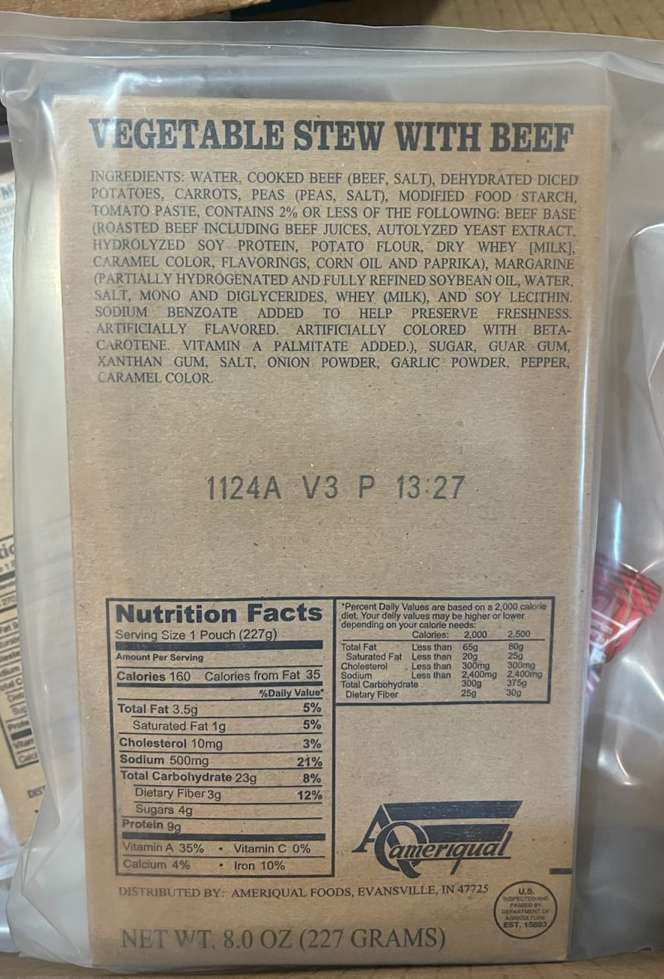 VEGETABLE STEW WITH BEEF
INGREDIENTS: WATER, COOKED BEEF (BEEF, SALT), DEHYDRATED DICED
POTATOES, CARROTS, PEAS (PEAS, SALT), MODIFIED FOOD STARCH,
TOMATO PASTE, CONTAINS 2% OR LESS OF THE FOLLOWING: BEEF BASE
(ROASTED BEEF INCLUDING BEEF JUICES, AUTOLYZED YEAST EXTRACT,
HYDROLYZED SOY PROTEIN, POTATO FLOUR, DRY WHEY [MILK],
CARAMEL COLOR, FLAVORINGS, CORN OIL AND PAPRIKA), MARGARINE
(PARTIALLY HYDROGENATED AND FULLY REFINED SOYBEAN OIL, WATER,
SALT, MONO AND DIGLYCERIDES, WHEY (MILK), AND SOY LECITHIN.
SODIUM BENZOATE ADDED TO HELP PRESERVE FRESHNESS.
ARTIFICIALLY FLAVORED. ARTIFICIALLY COLORED WITH BETA-
CAROTENE. VITAMIN A PALMITATE ADDED.), SUGAR, GUAR GUM,
XANTHAN GUM, SALT, ONION POWDER, GARLIC POWDER, PEPPER,
CARAMEL COLOR.
1124A V3 P 13:27
Nutrition Facts
Serving Size 1 Pouch (227g)
Amount Per Serving
Calories 160 Calories from Fat 35
%Daily Value*
Total Fat 3.5g 5%
Saturated Fat 1g 5%
Cholesterol 10mg 3%
Sodium 500mg 21%
Total Carbohydrate 23g 8%
Dietary Fiber 3g 12%
Sugars 4g
Protein 9g
Vitamin A 35% • Vitamin C 0%
Calcium 4% • Iron 10%
*Percent Daily Values are based on a 2,000 calorie
diet. Your daily values may be higher or lower
depending on your calorie needs:
Calories: 2,000 2,500
Total Fat Less than 65g 80g
Saturated Fat Less than 20g 25g
Cholesterol Less than 300mg 300mg
Sodium Less than 2,400mg 2,400mg
Total Carbohydrate 300g 375g
Dietary Fiber 25g 30g
Ameriqual
DISTRIBUTED BY: AMERIQUAL FOODS, EVANSVILLE, IN 47725
U.S.
INSPECTED AND
PASSED BY
DEPARTMENT OF
AGRICULTURE
EST. 15893
NET WT. 8.0 OZ (227 GRAMS)